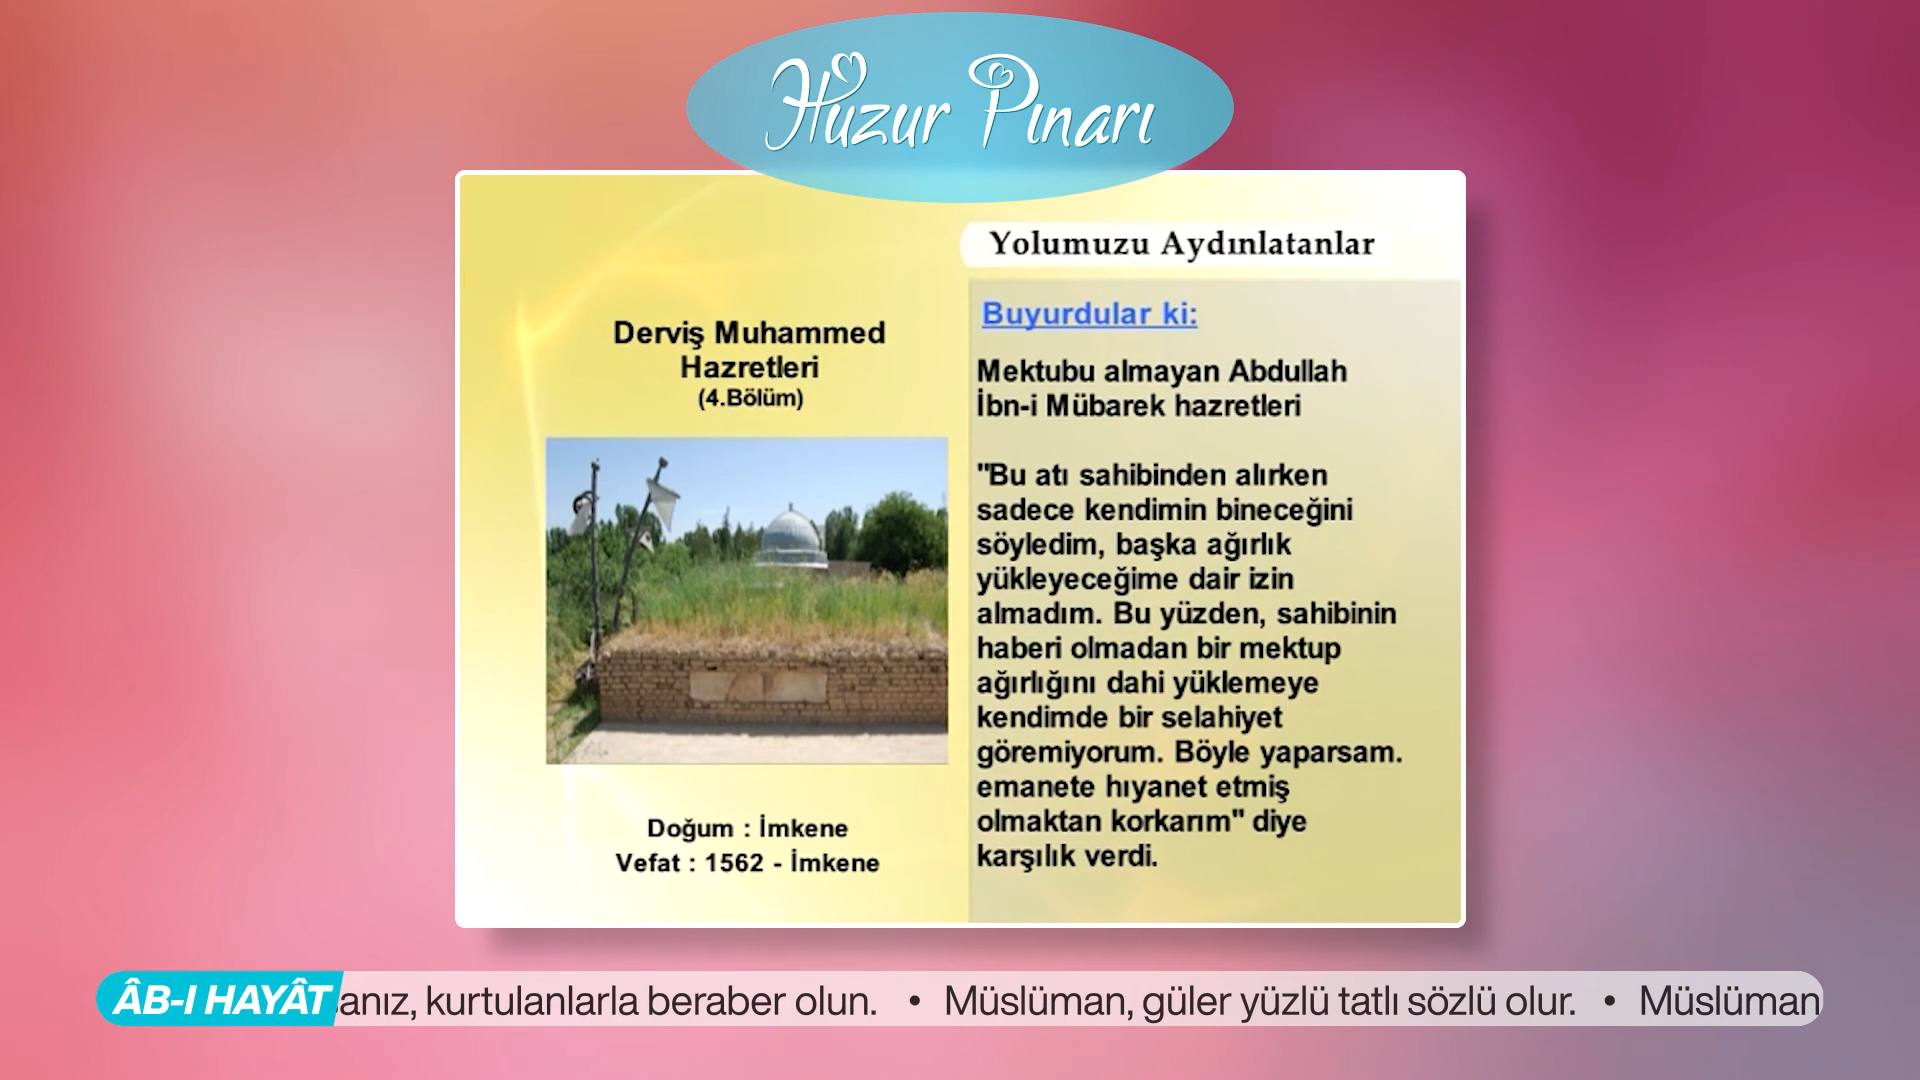 Huzur Pınarı
Yolumuzu Aydınlatanlar
Derviş Muhammed
Hazretleri
(4.Bölüm)
Doğum : İmkene
Vefat : 1562 - İmkene
Buyurdular ki:
Mektubu almayan Abdullah
İbn-i Mübarek hazretleri
"Bu atı sahibinden alırken
sadece kendimin bineceğini
söyledim, başka ağırlık
yükleyeceğime dair izin
almadım. Bu yüzden, sahibinin
haberi olmadan bir mektup
ağırlığını dahi yüklemeye
kendimde bir selahiyet
göremiyorum. Böyle yaparsam.
emanete hıyanet etmiş
olmaktan korkarım" diye
karşılık verdi.
ÂB-I HAYÂT anız, kurtulanlarla beraber olun. • Müslüman, güler yüzlü tatlı sözlü olur. • Müslüman